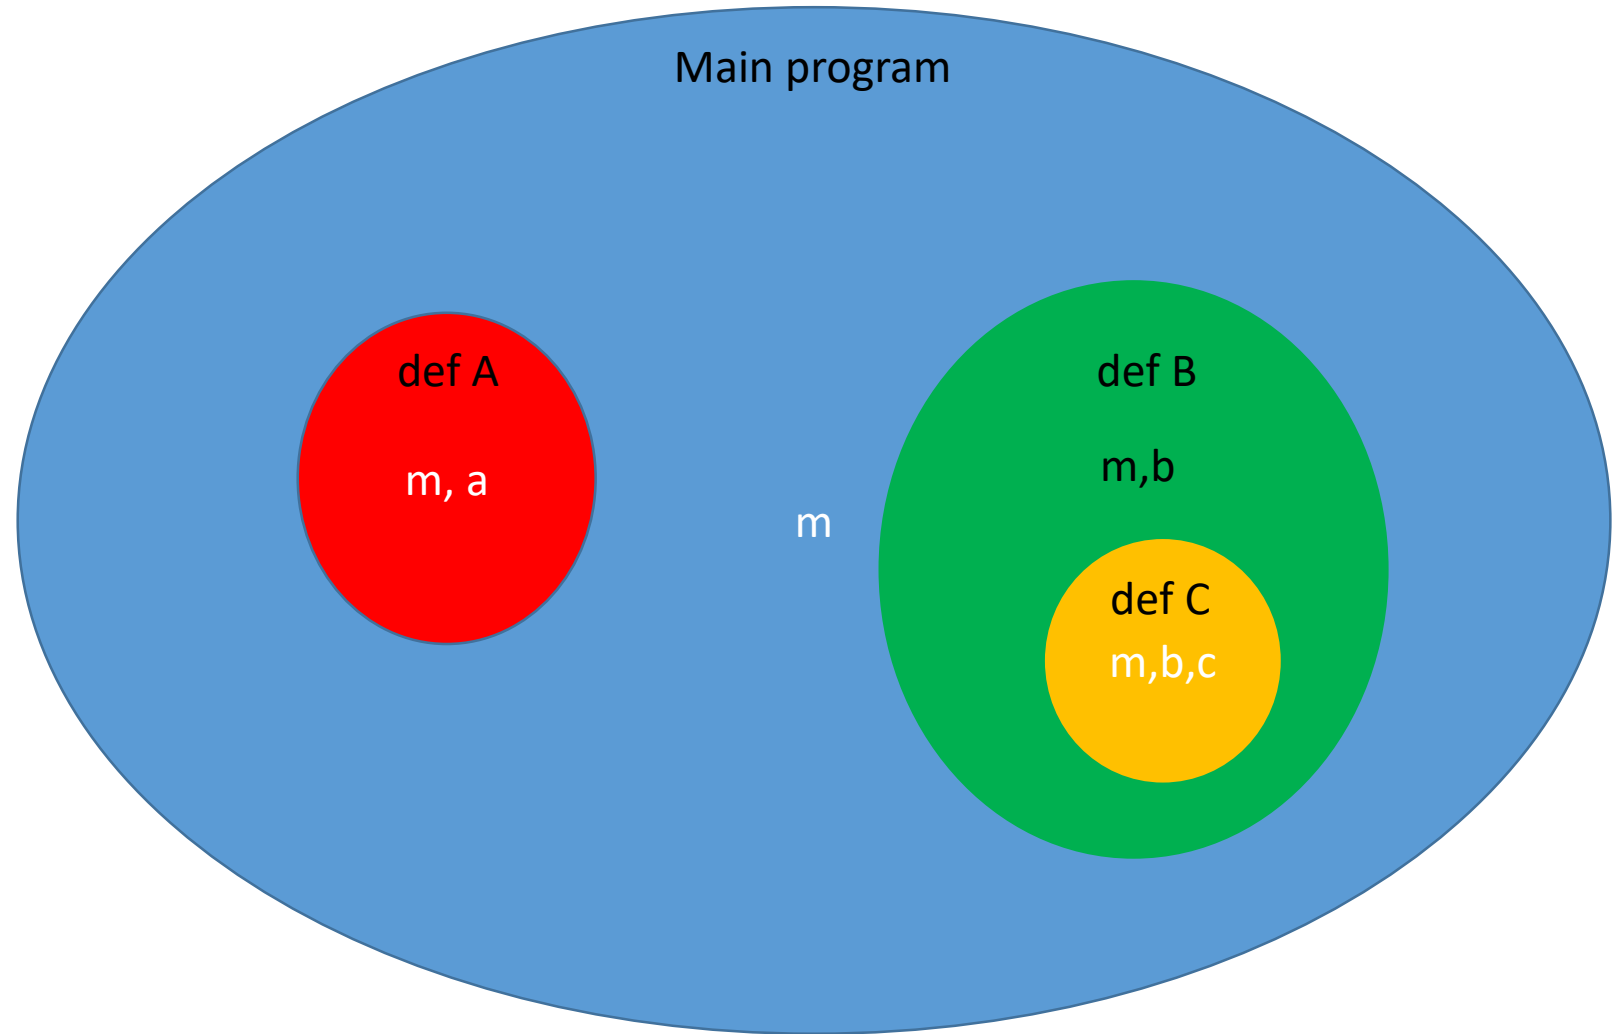 Main program
def A
m, a
m
def B
m,b
def C
m,b,c